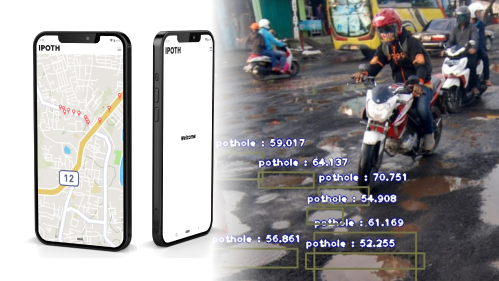 IPOTH
12
IPOTH
Welcome
pothole : 59.017
pothole : 64.137
pothole : 70.751
pothole : 54.908
pothole : 61.169
pothole : 56.861
pothole : 52.255